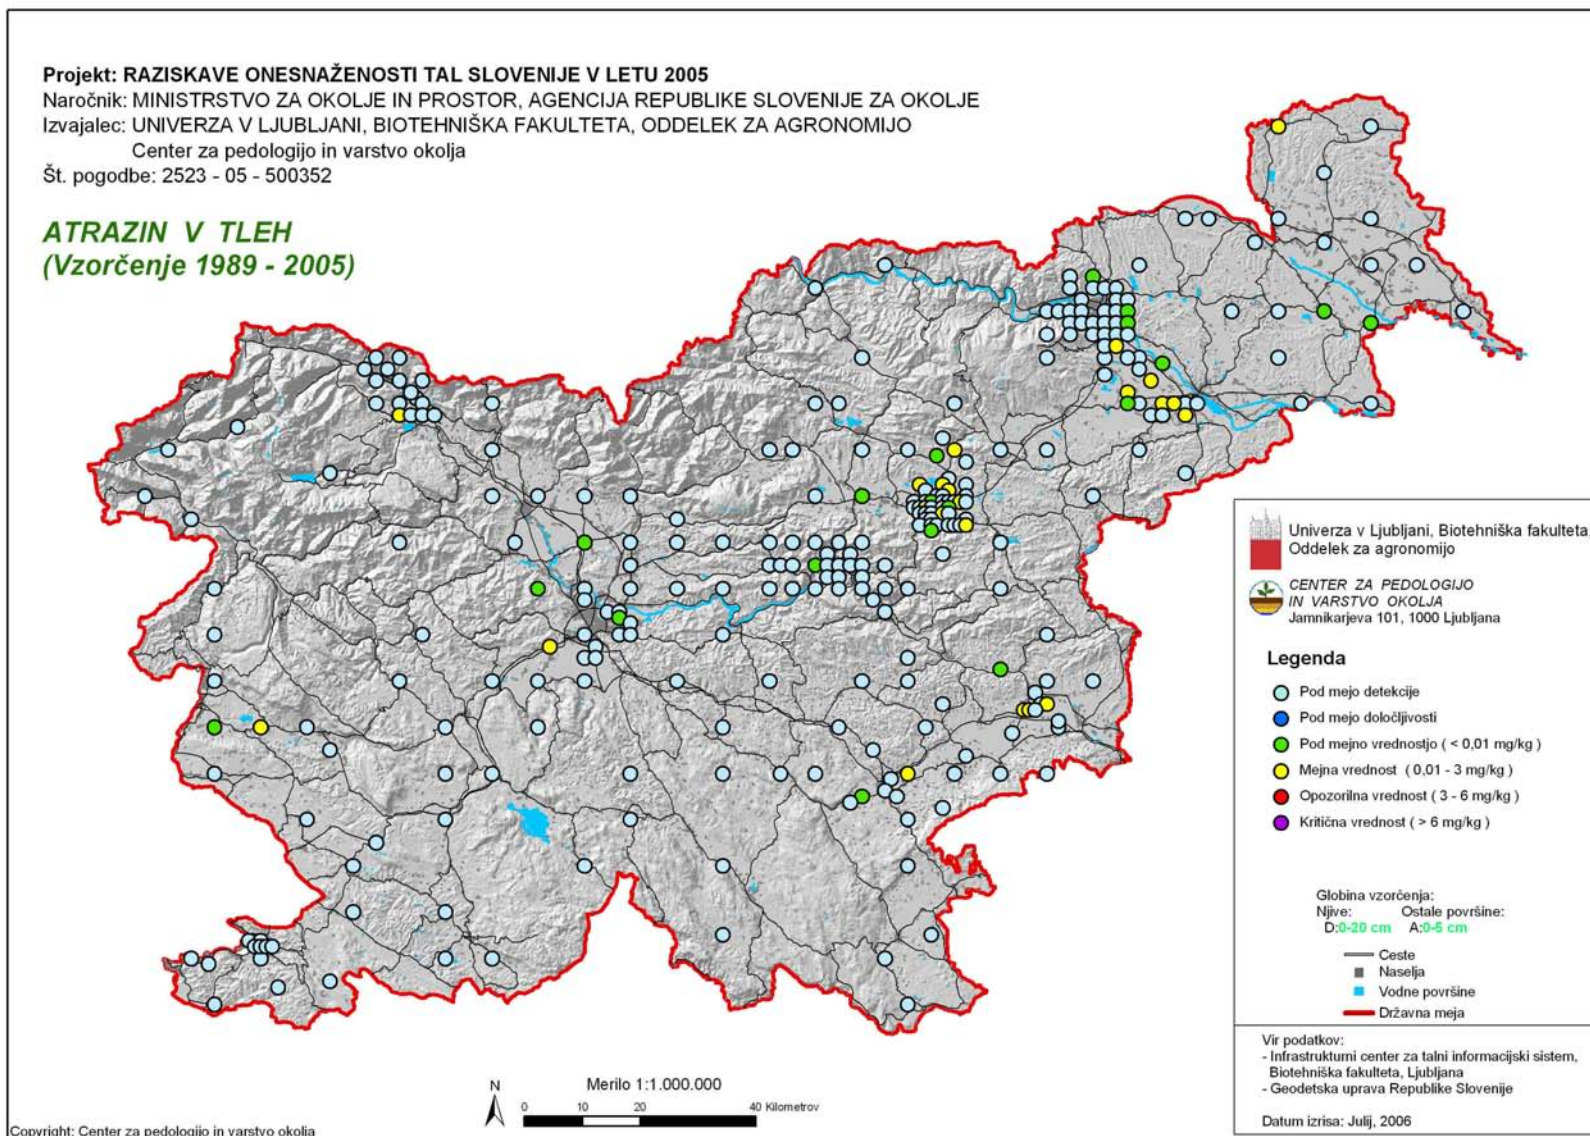 Projekt: RAZISKAVE ONESNAŽENOSTI TAL SLOVENIJE V LETU 2005
Naročnik: MINISTRSTVO ZA OKOLJE IN PROSTOR, AGENCIJA REPUBLIKE SLOVENIJE ZA OKOLJE
Izvajalec: UNIVERZA V LJUBLJANI, BIOTEHNIŠKA FAKULTETA, ODDELEK ZA AGRONOMIJO
Center za pedologijo in varstvo okolja
Št. pogodbe: 2523 - 05 - 500352
ATRAZIN V TLEH
(Vzorčenje 1989 - 2005)
Univerza v Ljubljani, Biotehniška fakulteta,
Oddelek za agronomijo
CENTER ZA PEDOLOGIJO
IN VARSTVO OKOLJA
Jamnikarjeva 101, 1000 Ljubljana
Legenda
Pod mejo detekcije
Pod mejo določljivosti
Pod mejno vrednostjo ( < 0,01 mg/kg )
Mejna vrednost ( 0,01 - 3 mg/kg )
Opozorilna vrednost ( 3 - 6 mg/kg )
Kritična vrednost ( > 6 mg/kg )
Globina vzorčenja:
Njive: Ostale površine:
D:0-20 cm A:0-5 cm
Ceste
Naselja
Vodne površine
Državna meja
Vir podatkov:
- Infrastrukturni center za talni informacijski sistem,
Biotehniška fakulteta, Ljubljana
- Geodetska uprava Republike Slovenije
Datum izrisa: Julij, 2006
N
Merilo 1:1.000.000
0 10 20 40 Kilometrov
Copyright: Center za pedologijo in varstvo okolja